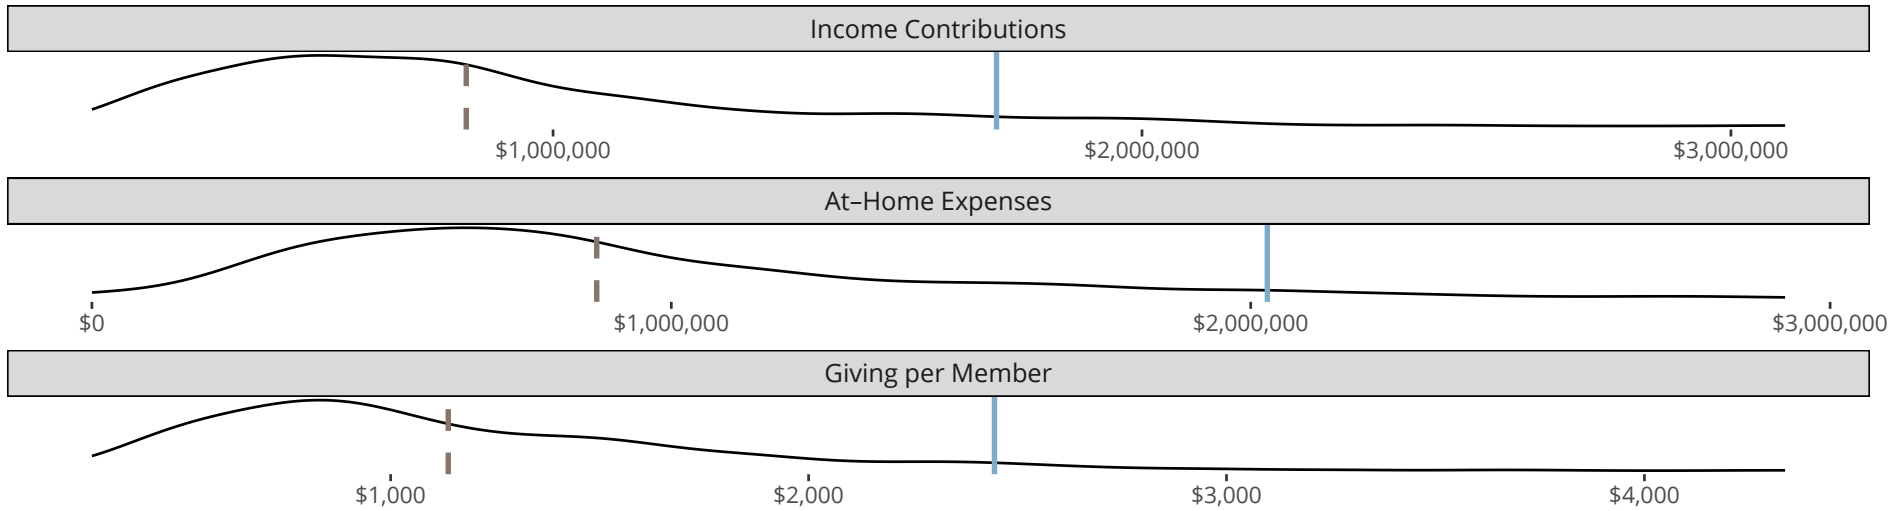 Income Contributions
$1,000,000 $2,000,000 $3,000,000
At–Home Expenses
$0 $1,000,000 $2,000,000 $3,000,000
Giving per Member
$1,000 $2,000 $3,000 $4,000